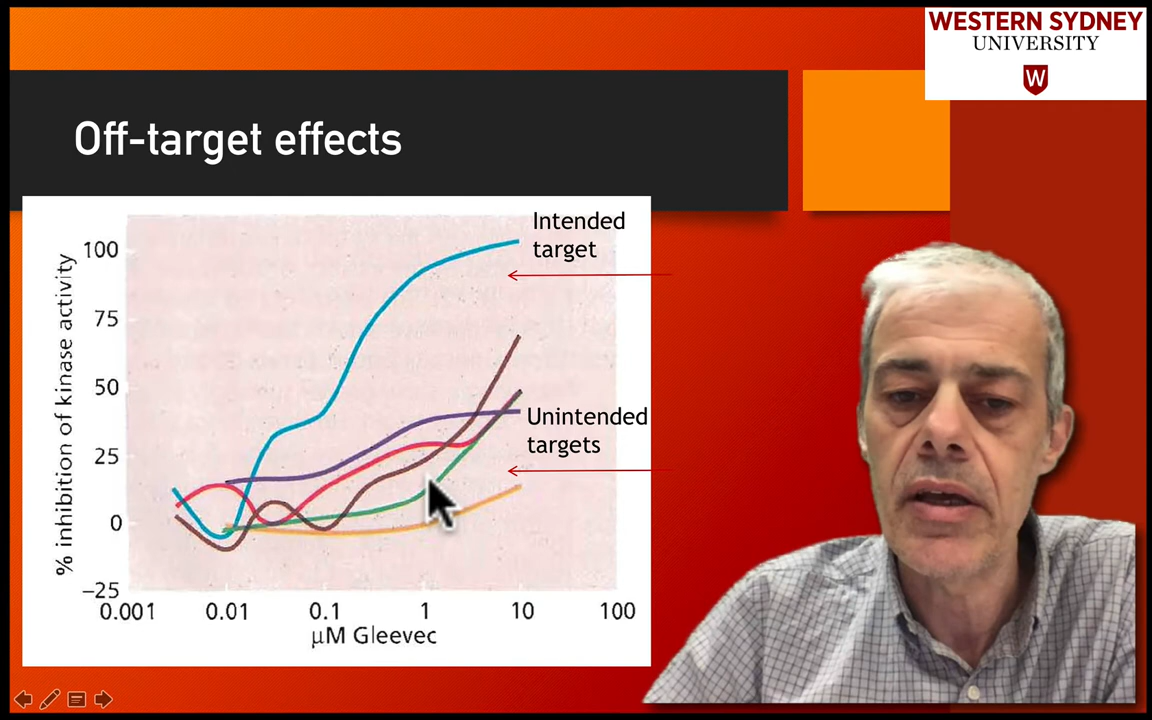 WESTERN SYDNEY
UNIVERSITY
W
Off-target effects
Intended
target
Unintended
targets
% inhibition of kinase activity
100
75
50
25
0
−25
0.001
0.01
0.1
1
10
100
μM Gleevec